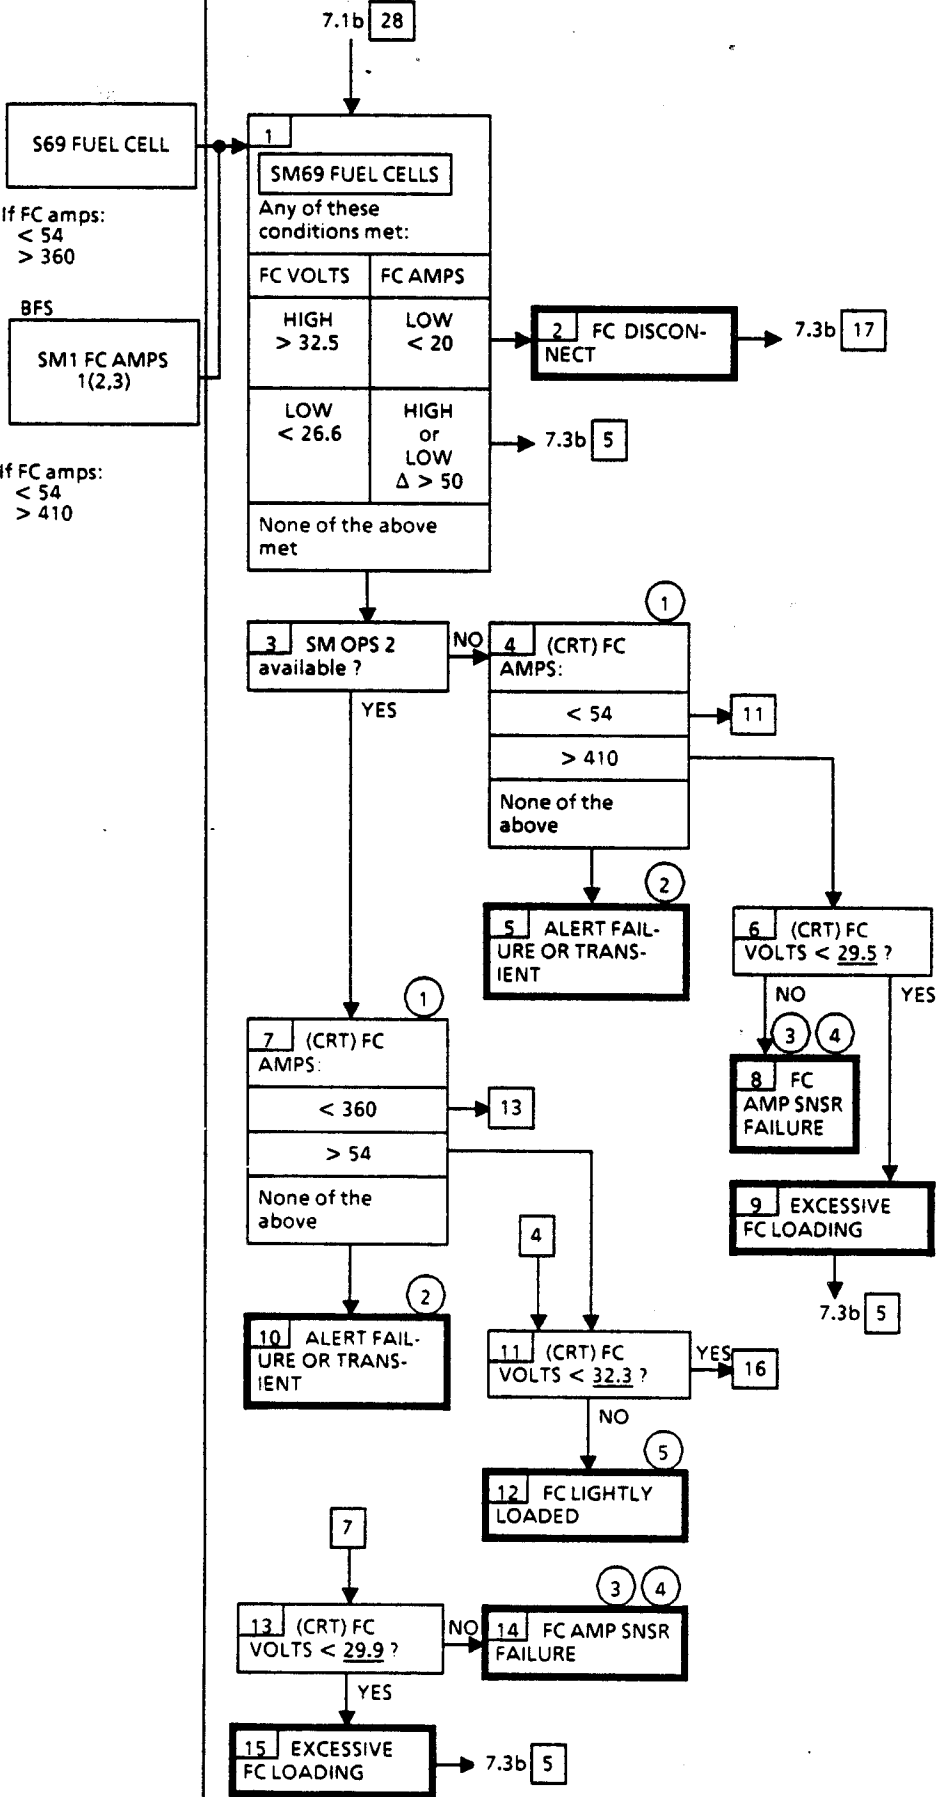 7.1b 28
S69 FUEL CELL
If FC amps:
< 54
> 360
BFS
SM1 FC AMPS
1(2,3)
If FC amps:
< 54
> 410
1
SM69 FUEL CELLS
Any of these
conditions met:
FC VOLTS FC AMPS
HIGH
> 32.5
LOW
< 20
LOW
< 26.6
HIGH
or
LOW
Δ > 50
None of the above
met
2 FC DISCON-
NECT
7.3b 17
7.3b 5
3 SM OPS 2
available ?
NO
YES
1
4 (CRT) FC
AMPS:
< 54
11
> 410
None of the
above
2
5 ALERT FAIL-
URE OR TRANS-
IENT
6 (CRT) FC
VOLTS < 29.5 ?
NO
YES
3 4
8 FC
AMP SNSR
FAILURE
9 EXCESSIVE
FC LOADING
7.3b 5
1
7 (CRT) FC
AMPS:
< 360
13
> 54
None of the
above
2
10 ALERT FAIL-
URE OR TRANS-
IENT
4
11 (CRT) FC
VOLTS < 32.3 ?
YES
16
NO
5
12 FC LIGHTLY
LOADED
7
13 (CRT) FC
VOLTS < 29.9 ?
NO
3 4
14 FC AMP SNSR
FAILURE
YES
15 EXCESSIVE
FC LOADING
7.3b 5